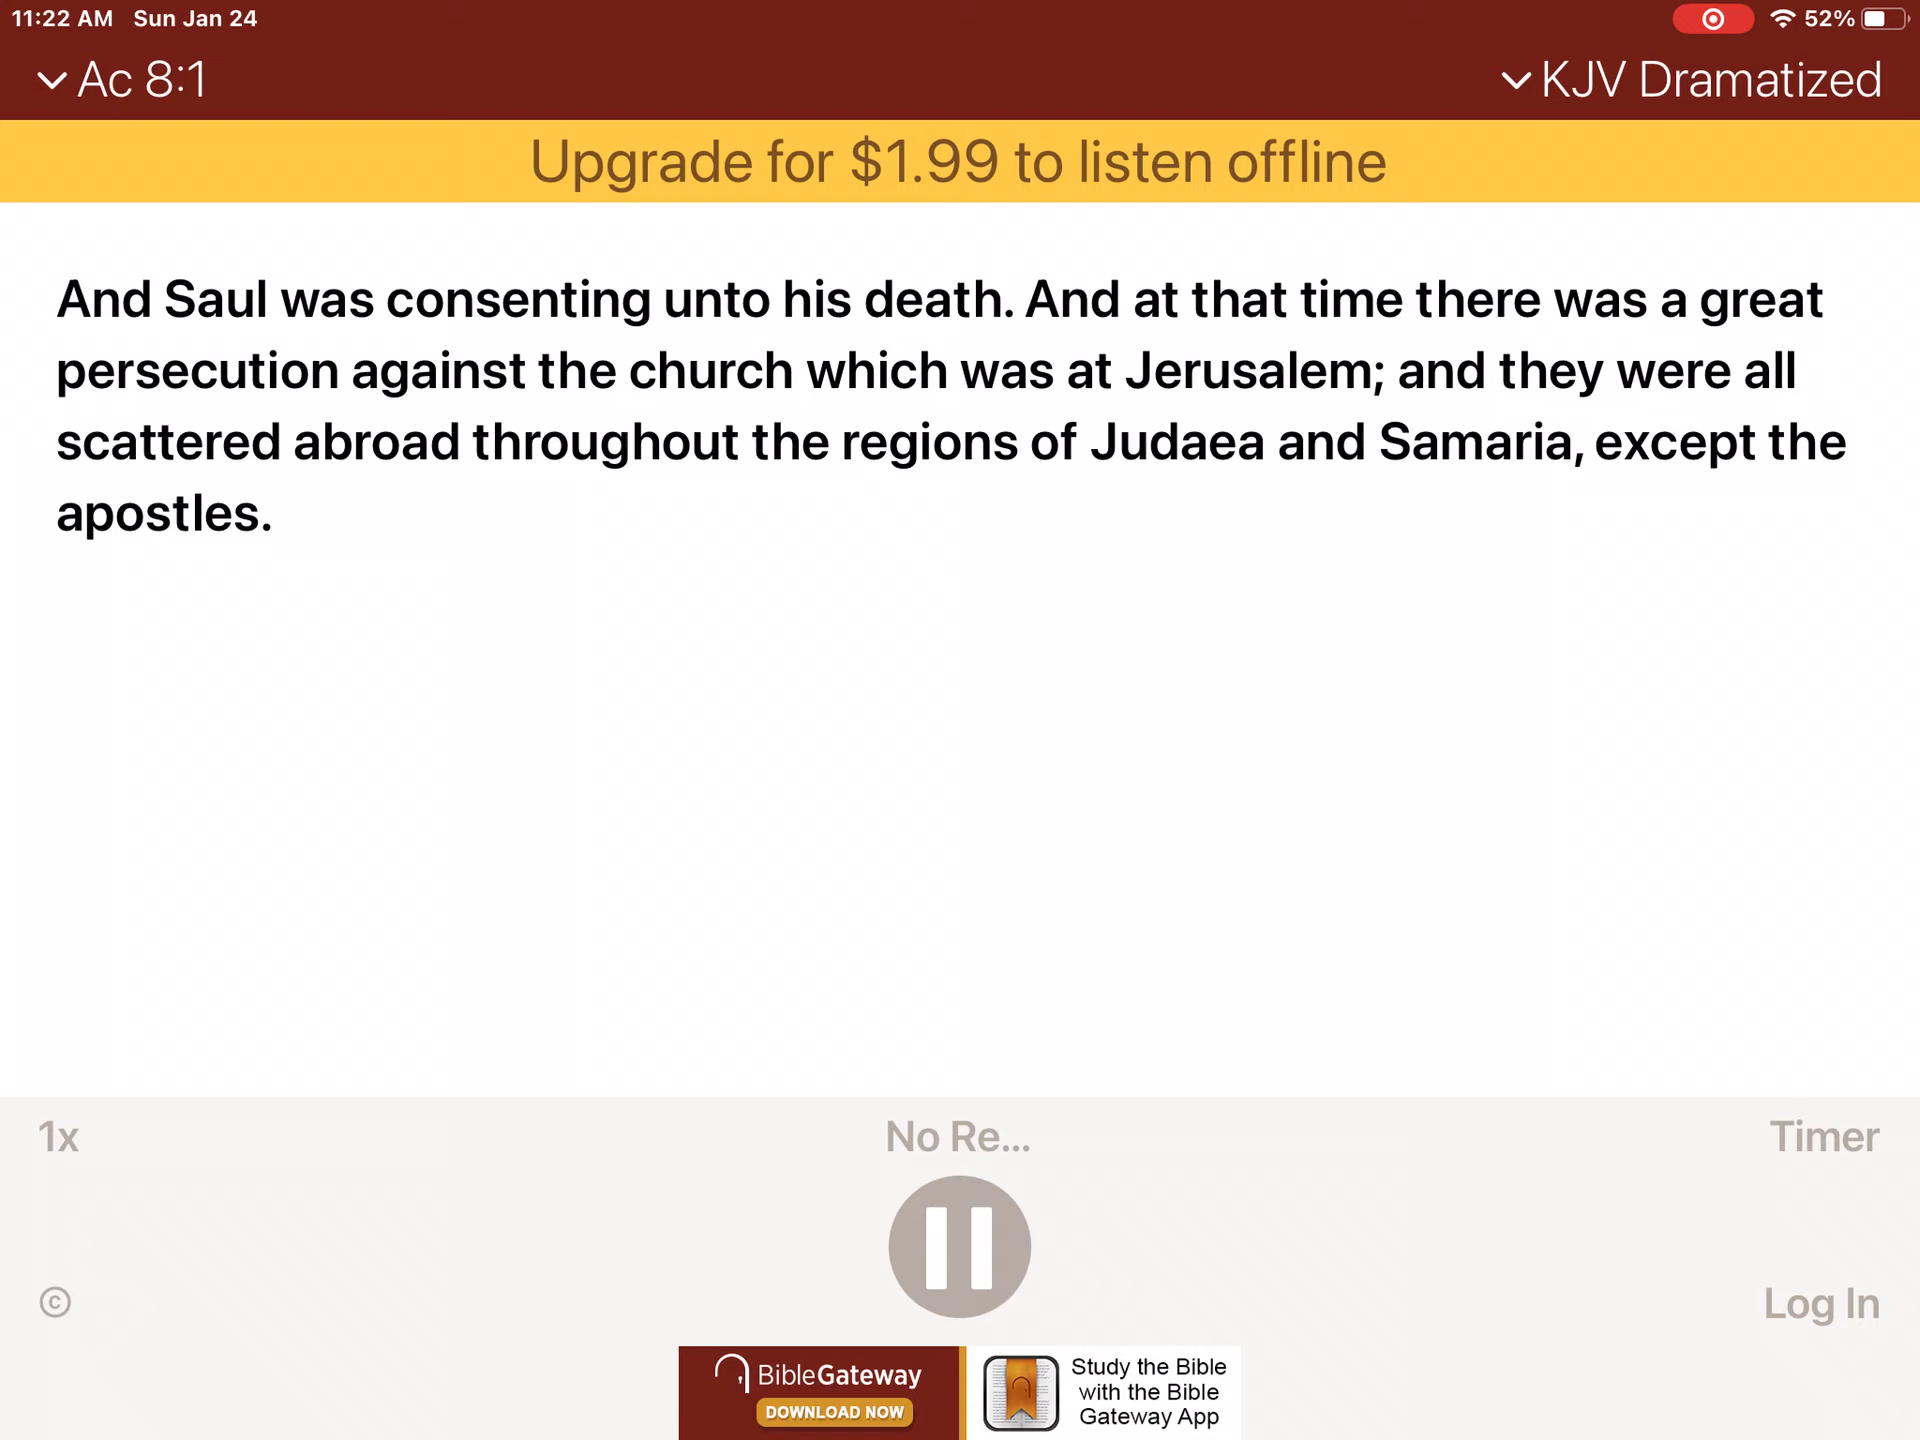 11:22 AM Sun Jan 24
52%
Ac 8:1
KJV Dramatized
Upgrade for $1.99 to listen offline
And Saul was consenting unto his death. And at that time there was a great
persecution against the church which was at Jerusalem; and they were all
scattered abroad throughout the regions of Judaea and Samaria, except the
apostles.
1x
No Re...
Timer
©
Log In
BibleGateway
DOWNLOAD NOW
Study the Bible
with the Bible
Gateway App